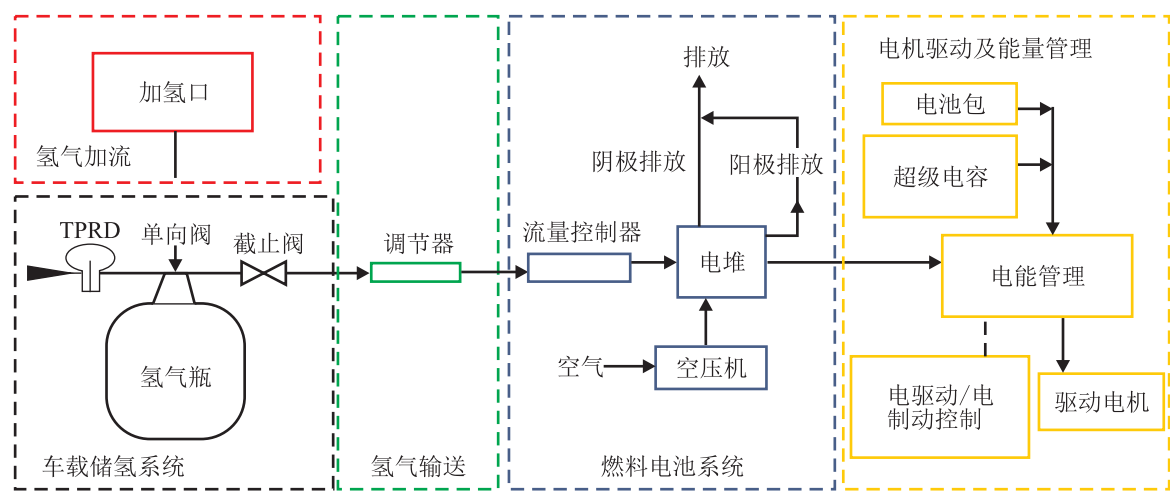 加氢口
氢气加流
TPRD
单向阀
截止阀
氢气瓶
车载储氢系统
调节器
氢气输送
排放
阴极排放
阳极排放
流量控制器
电堆
空气
空压机
燃料电池系统
电机驱动及能量管理
电池包
超级电容
电能管理
电驱动/电
制动控制
驱动电机